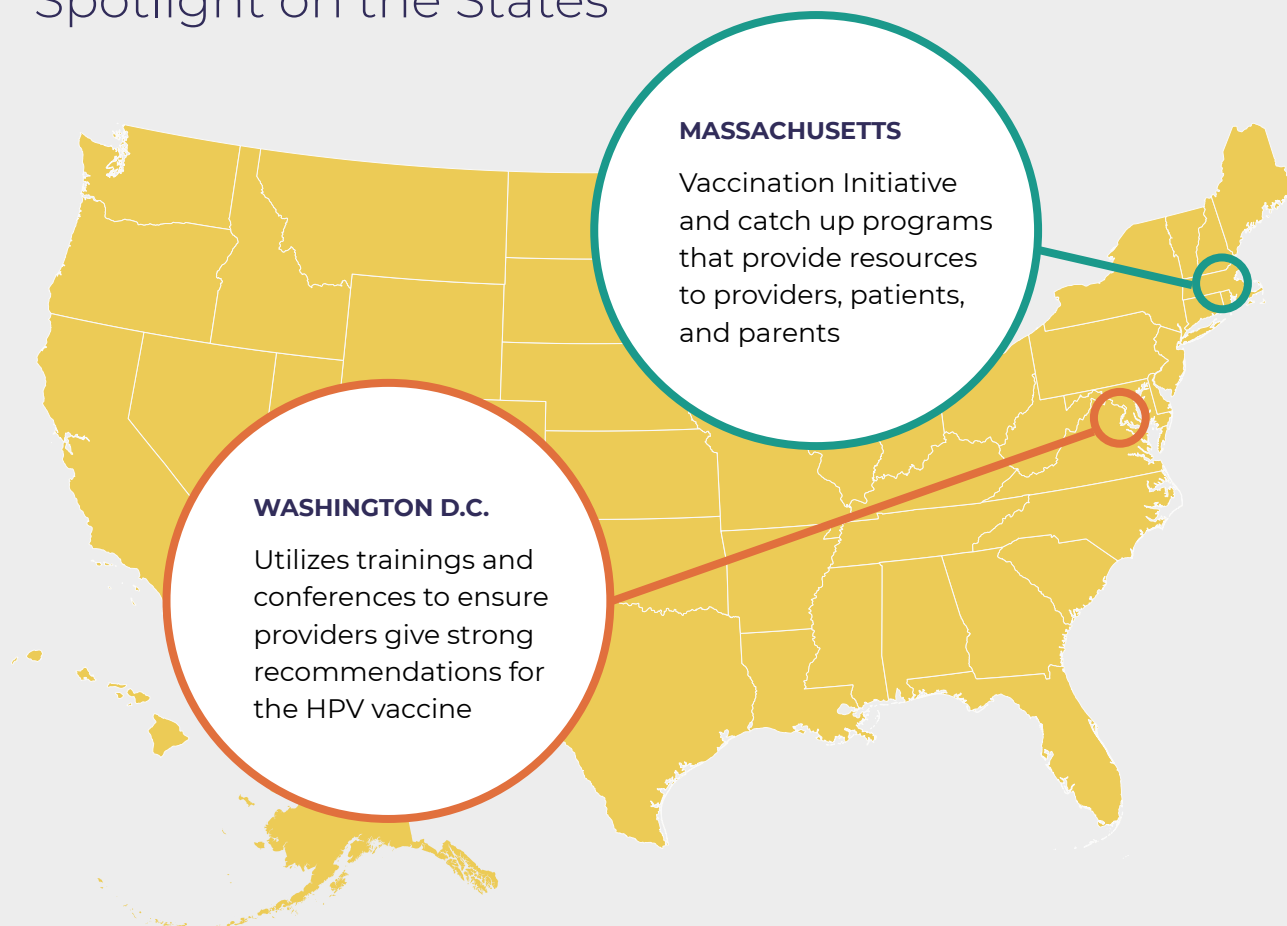 Spotlight on the States
MASSACHUSETTS
Vaccination Initiative
and catch up programs
that provide resources
to providers, patients,
and parents
WASHINGTON D.C.
Utilizes trainings and
conferences to ensure
providers give strong
recommendations for
the HPV vaccine